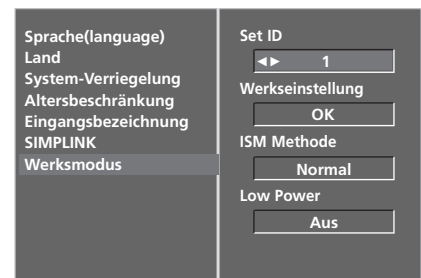 Sprache(language)
Land
System-Verriegelung
Altersbeschränkung
Eingangsbezeichnung
SIMPLINK
Werksmodus
Set ID
◄► 1
Werkseinstellung
OK
ISM Methode
Normal
Low Power
Aus